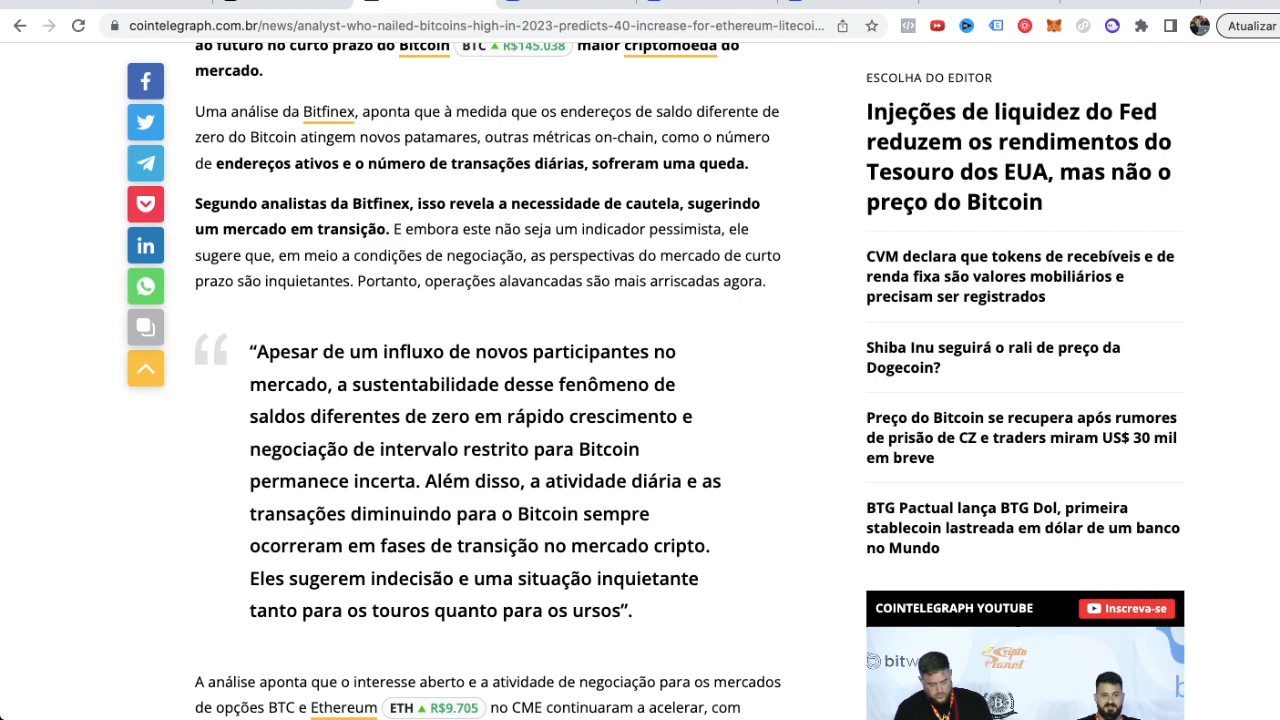 cointelegraph.com.br/news/analyst-who-nailed-bitcoins-high-in-2023-predicts-40-increase-for-ethereum-litecoi...
Atualizar
ao futuro no curto prazo do Bitcoin BTC ▲ R$145.038 maior criptomoeda do
mercado.
Uma análise da Bitfinex, aponta que à medida que os endereços de saldo diferente de
zero do Bitcoin atingem novos patamares, outras métricas on-chain, como o número
de endereços ativos e o número de transações diárias, sofreram uma queda.
Segundo analistas da Bitfinex, isso revela a necessidade de cautela, sugerindo
um mercado em transição. E embora este não seja um indicador pessimista, ele
sugere que, em meio a condições de negociação, as perspectivas do mercado de curto
prazo são inquietantes. Portanto, operações alavancadas são mais arriscadas agora.
“Apesar de um influxo de novos participantes no
mercado, a sustentabilidade desse fenômeno de
saldos diferentes de zero em rápido crescimento e
negociação de intervalo restrito para Bitcoin
permanece incerta. Além disso, a atividade diária e as
transações diminuindo para o Bitcoin sempre
ocorreram em fases de transição no mercado cripto.
Eles sugerem indecisão e uma situação inquietante
tanto para os touros quanto para os ursos”.
A análise aponta que o interesse aberto e a atividade de negociação para os mercados
de opções BTC e Ethereum ETH ▲ R$9.705 no CME continuaram a acelerar, com
ESCOLHA DO EDITOR
Injeções de liquidez do Fed
reduzem os rendimentos do
Tesouro dos EUA, mas não o
preço do Bitcoin
CVM declara que tokens de recebíveis e de
renda fixa são valores mobiliários e
precisam ser registrados
Shiba Inu seguirá o rali de preço da
Dogecoin?
Preço do Bitcoin se recupera após rumores
de prisão de CZ e traders miram US$ 30 mil
em breve
BTG Pactual lança BTG Dol, primeira
stablecoin lastreada em dólar de um banco
no Mundo
COINTELEGRAPH YOUTUBE
Inscreva-se
Cripto
Planet